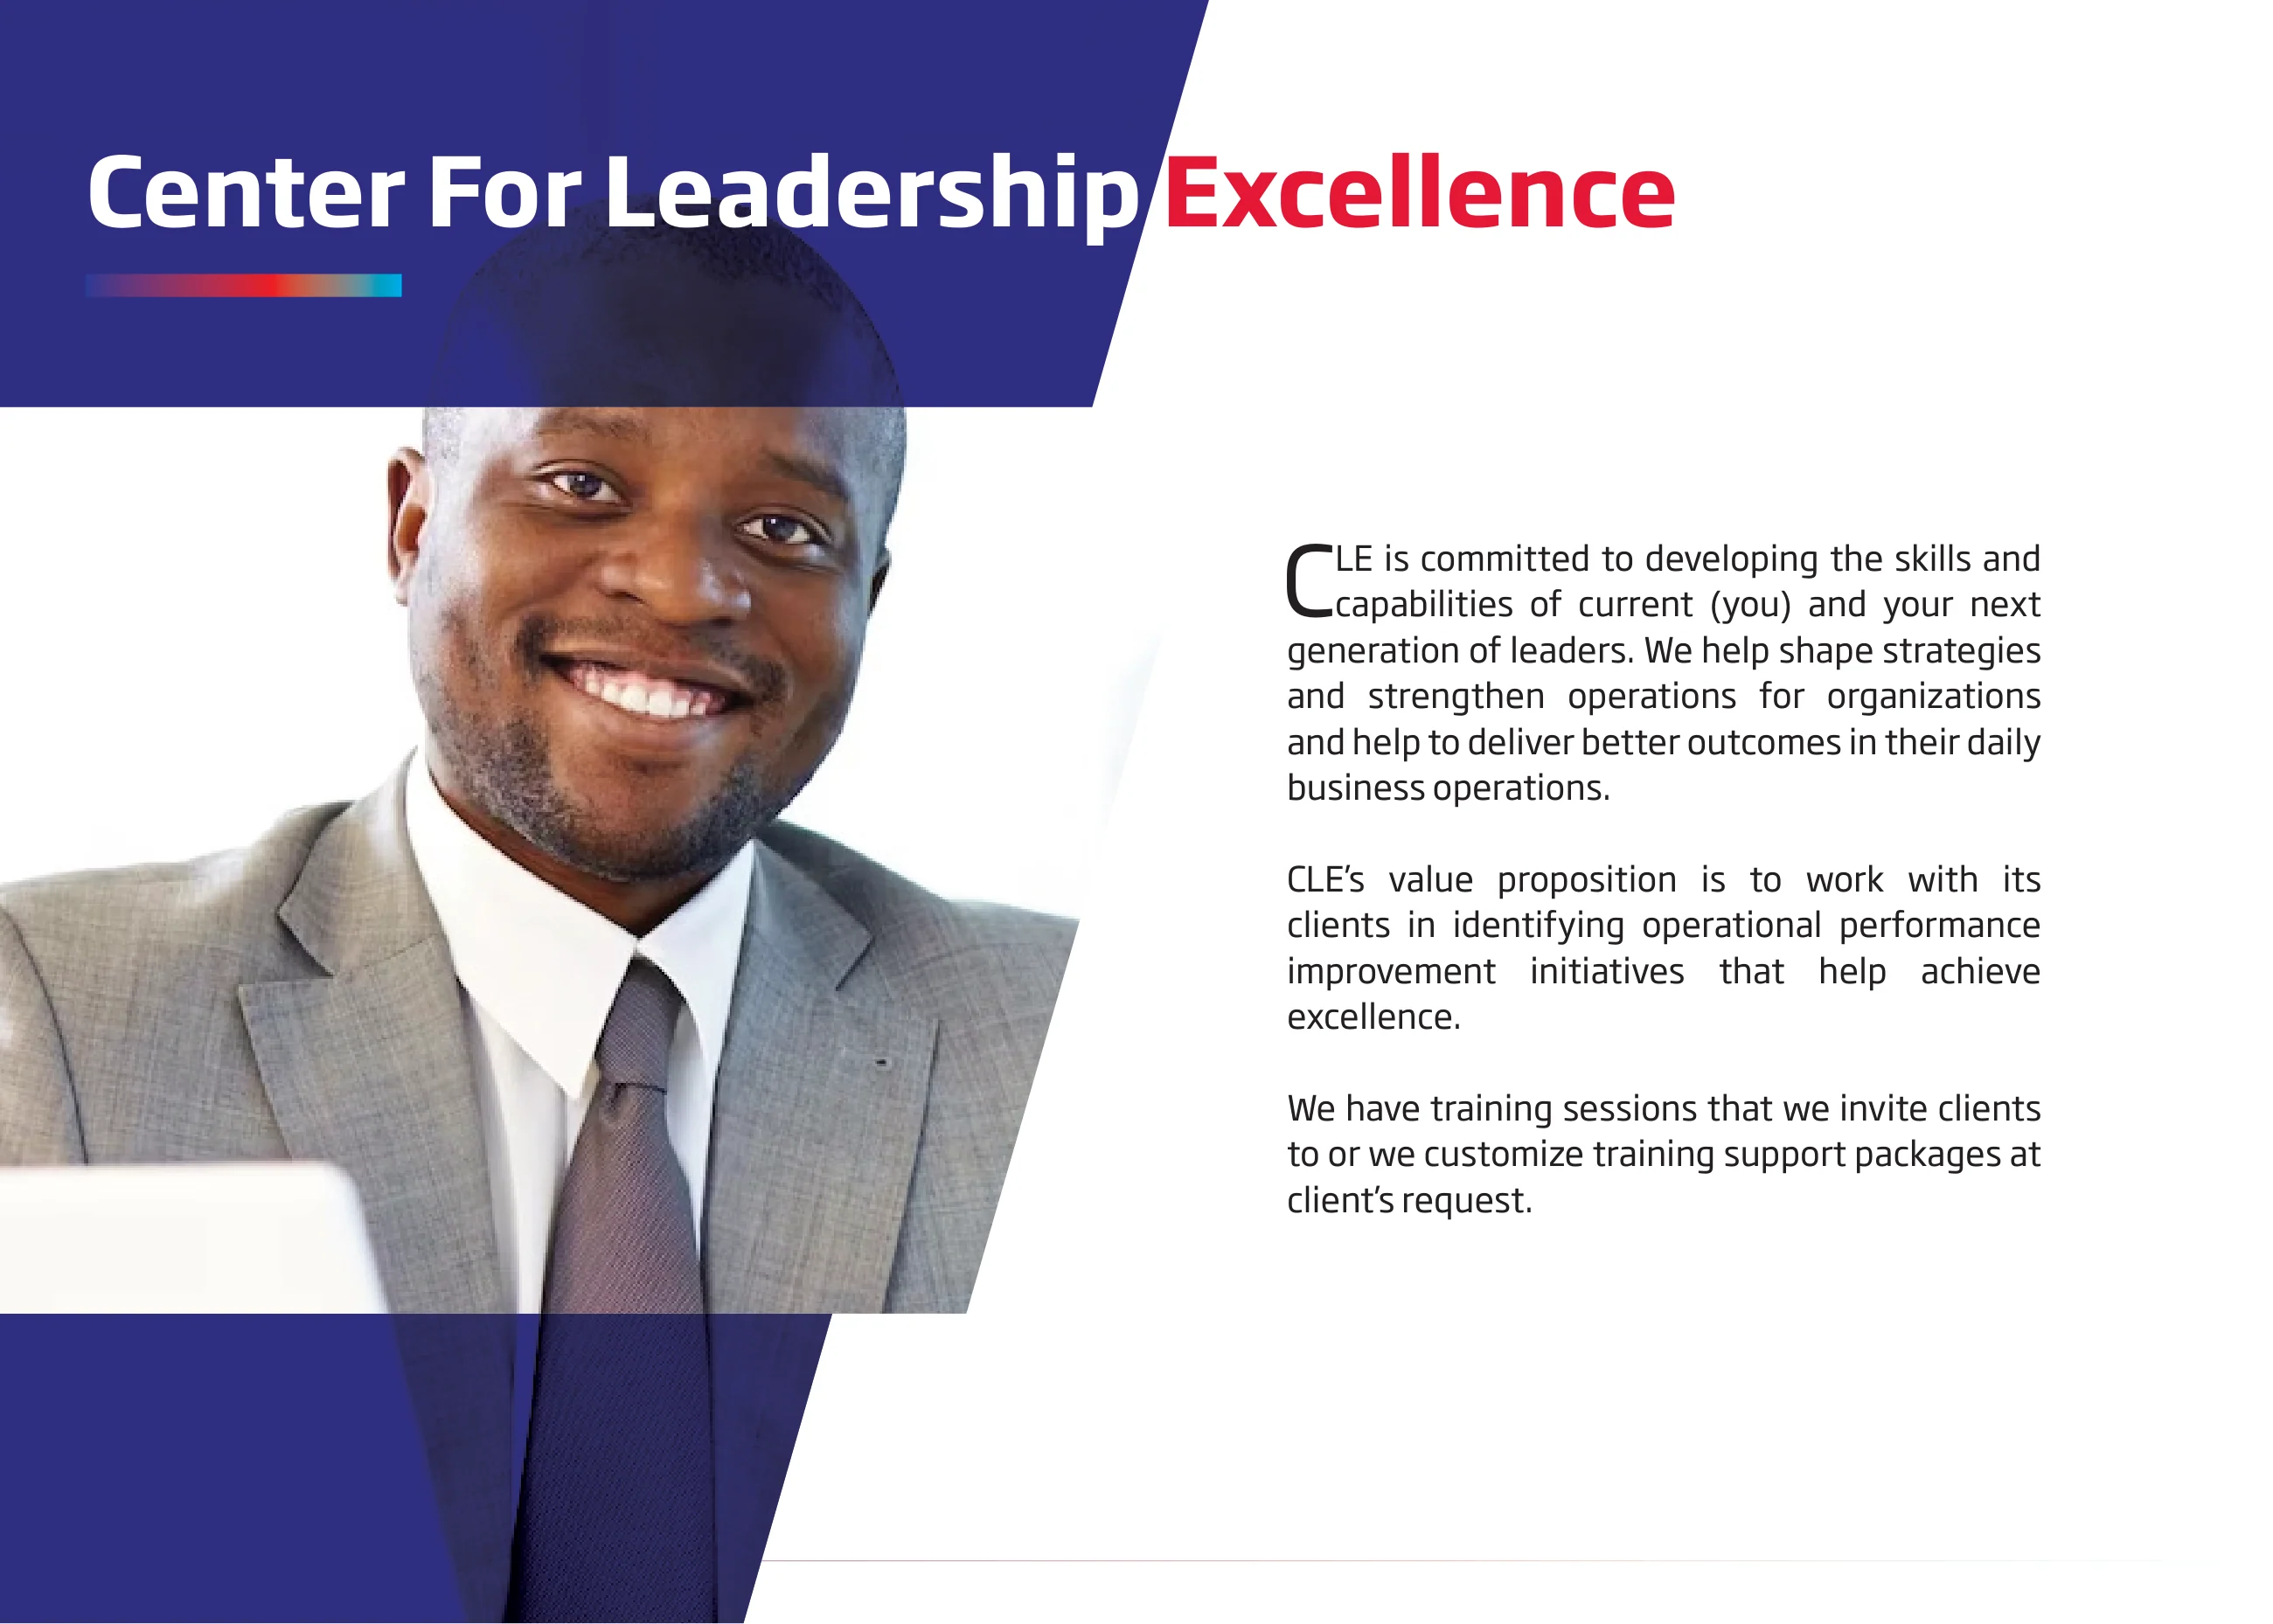 Center For Leadership Excellence
CLE is committed to developing the skills and
capabilities of current (you) and your next
generation of leaders. We help shape strategies
and strengthen operations for organizations
and help to deliver better outcomes in their daily
business operations.
CLE’s value proposition is to work with its
clients in identifying operational performance
improvement initiatives that help achieve
excellence.
We have training sessions that we invite clients
to or we customize training support packages at
client’s request.